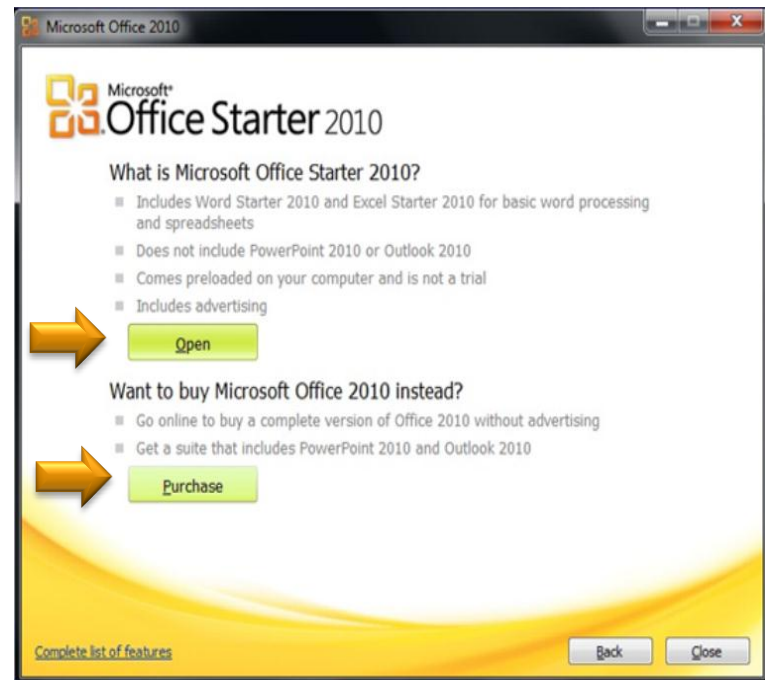 Microsoft Office 2010
Microsoft®
Office Starter 2010
What is Microsoft Office Starter 2010?
Includes Word Starter 2010 and Excel Starter 2010 for basic word processing
and spreadsheets
Does not include PowerPoint 2010 or Outlook 2010
Comes preloaded on your computer and is not a trial
Includes advertising
Open
Want to buy Microsoft Office 2010 instead?
Go online to buy a complete version of Office 2010 without advertising
Get a suite that includes PowerPoint 2010 and Outlook 2010
Purchase
Complete list of features
Back
Close